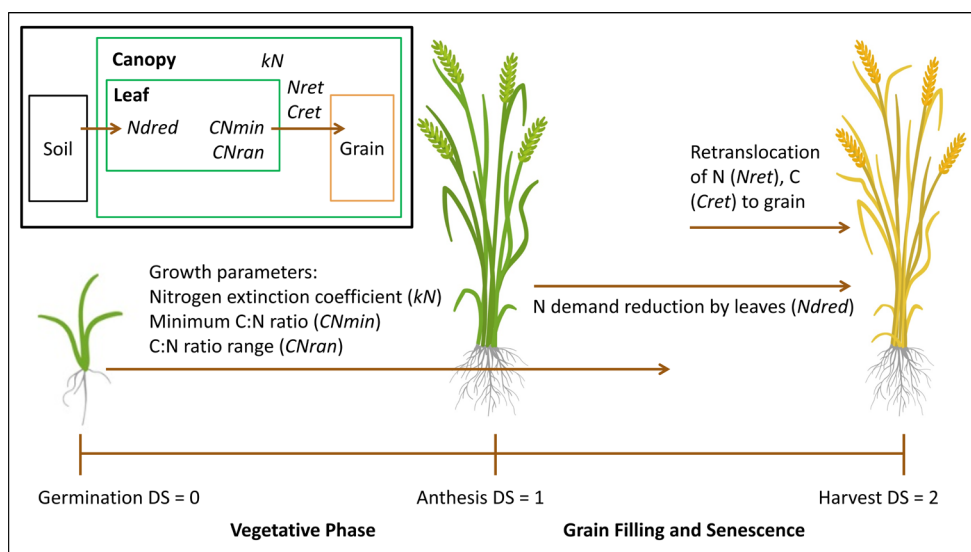 Canopy
kN
Leaf
Nret
Cret
Soil
Ndred
CNmin
CNran
Grain
Retranslocation
of N (Nret), C
(Cret) to grain
Growth parameters:
Nitrogen extinction coefficient (kN)
Minimum C:N ratio (CNmin)
C:N ratio range (CNran)
N demand reduction by leaves (Ndred)
Germination DS = 0
Anthesis DS = 1
Harvest DS = 2
Vegetative Phase
Grain Filling and Senescence